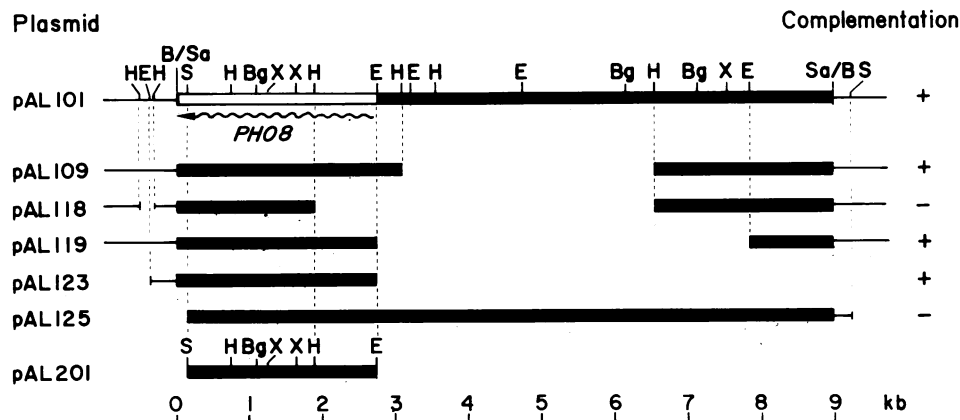 Plasmid Complementation
B/Sa
HEH S H Bg X X H E H E H E Bg H Bg X E Sa/B S
pAL101 +
PHO8
pAL109 +
pAL118 -
pAL119 +
pAL123 +
pAL125 -
S H Bg X X H E
pAL201
0 1 2 3 4 5 6 7 8 9 kb